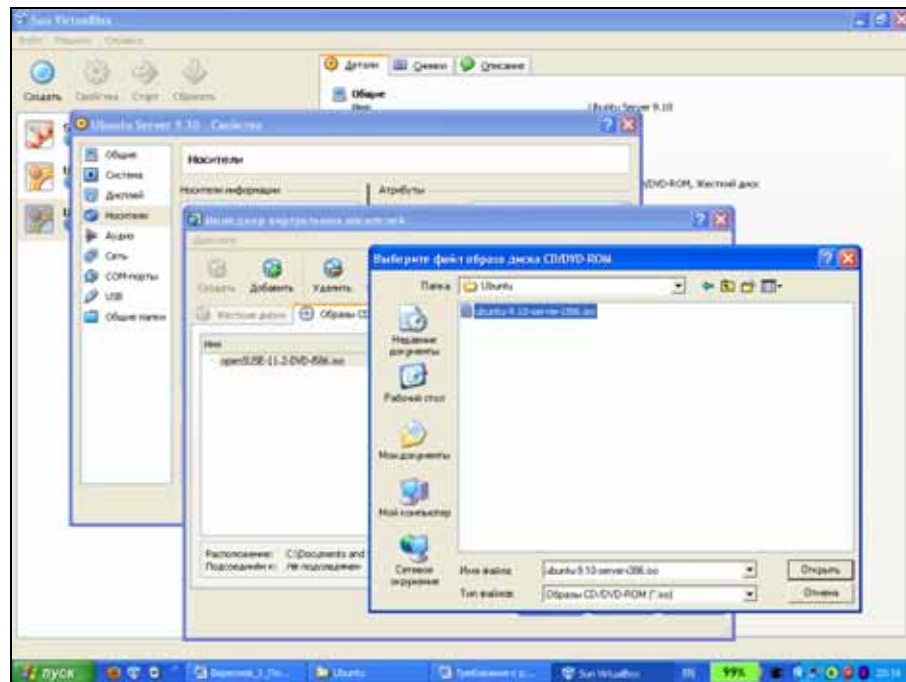 Sun VirtualBox
Файл Машина Справка
Создать Свойства Старт Сбросить
Детали Снимки Описание
Общие
Имя Ubuntu Server 9.10
CD/DVD-ROM, Жесткий диск
Ubuntu Server 9.10 - Свойства
Общие
Система
Дисплей
Носители
Аудио
Сеть
COM-порты
USB
Общие папки
Носители
Носители информации
Атрибуты
Менеджер виртуальных носителей
Действия
Создать Добавить Удалить
Жесткие диски Образы CD
Имя
openSUSE-11.2-DVD-i586.iso
Расположение: C:\Documents and
Подсоединён к: Не подсоединен
Выберите файл образа диска CD/DVD-ROM
Папка: Ubuntu
ubuntu-9.10-server-i386.iso
Недавние документы
Рабочий стол
Мои документы
Мой компьютер
Сетевое окружение
Имя файла: ubuntu-9.10-server-i386.iso Открыть
Тип файлов: Образы CD/DVD-ROM (*.iso) Отмена
пуск Ubuntu Sun VirtualBox EN 99%